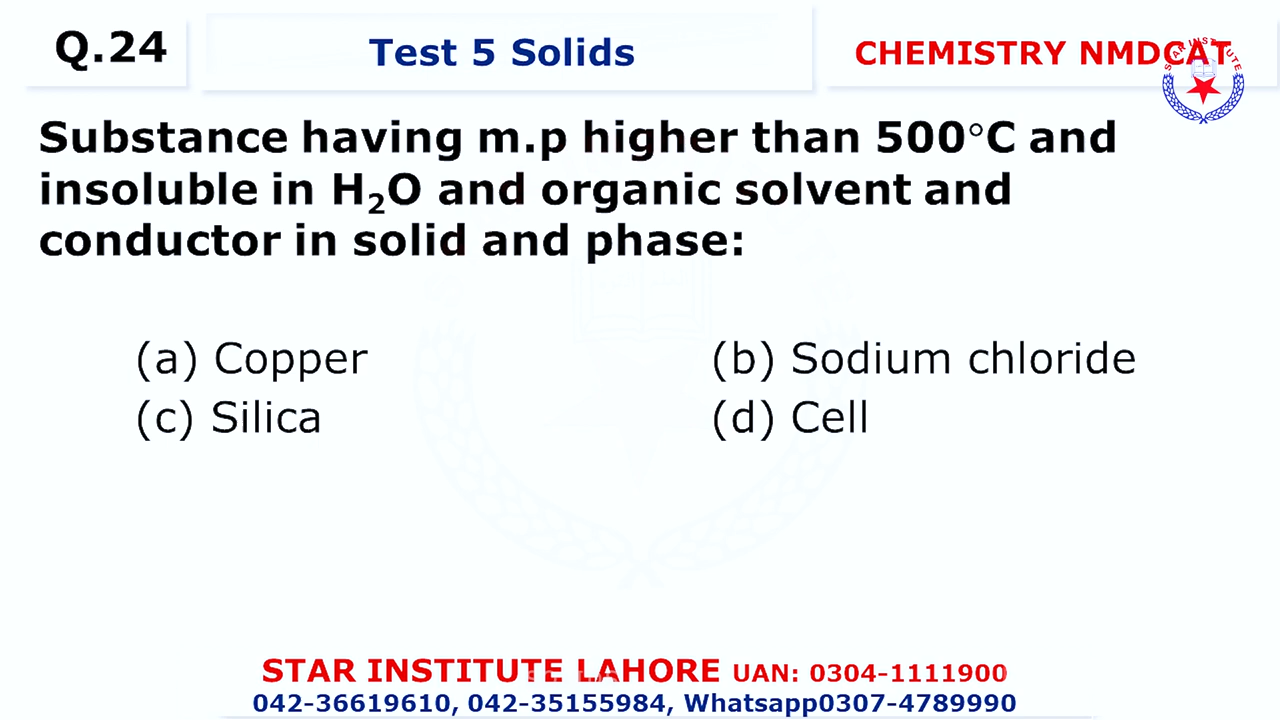 Q.24
Test 5 Solids
CHEMISTRY NMDCAT
STAR INSTITUTE
Substance having m.p higher than 500°C and
insoluble in H₂O and organic solvent and
conductor in solid and phase:
(a) Copper
(b) Sodium chloride
(c) Silica
(d) Cell
STAR INSTITUTE LAHORE UAN: 0304-1111900
042-36619610, 042-35155984, Whatsapp0307-4789990